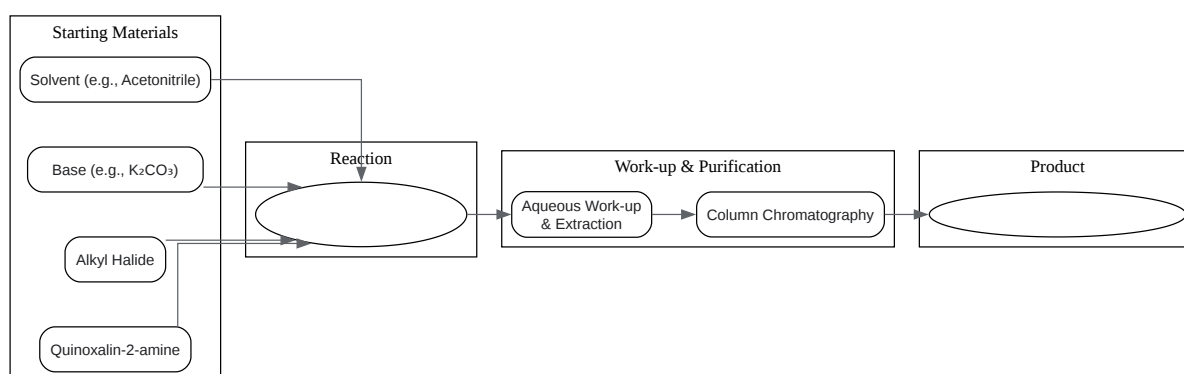 Starting Materials
Solvent (e.g., Acetonitrile)
Base (e.g., K₂CO₃)
Alkyl Halide
Quinoxalin-2-amine
Reaction
Work-up & Purification
Aqueous Work-up
& Extraction
Column Chromatography
Product